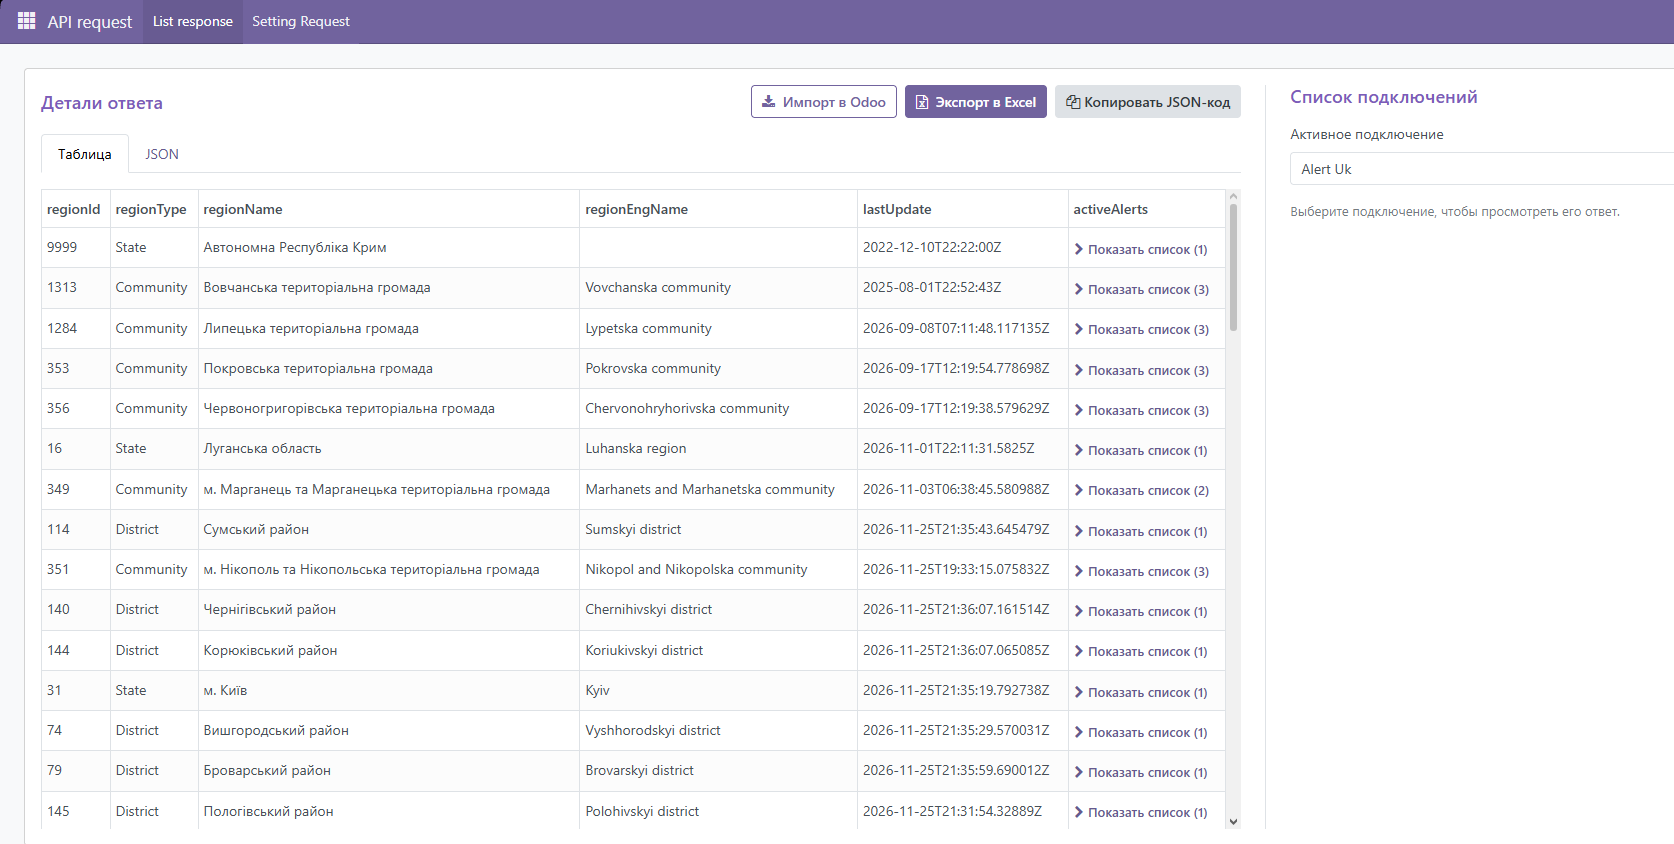 API request List response Setting Request
Детали ответа Импорт в Odoo Экспорт в Excel Копировать JSON-код
Таблица JSON
regionId regionType regionName regionEngName lastUpdate activeAlerts
9999 State Автономна Республіка Крим 2022-12-10T22:22:00Z Показать список (1)
1313 Community Вовчанська територіальна громада Vovchanska community 2025-08-01T22:52:43Z Показать список (3)
1284 Community Липецька територіальна громада Lypetska community 2026-09-08T07:11:48.117135Z Показать список (3)
353 Community Покровська територіальна громада Pokrovska community 2026-09-17T12:19:54.778698Z Показать список (3)
356 Community Червоногригорівська територіальна громада Chervonohryhorivska community 2026-09-17T12:19:38.579629Z Показать список (3)
16 State Луганська область Luhanska region 2026-11-01T22:11:31.5825Z Показать список (1)
349 Community м. Марганець та Марганецька територіальна громада Marhanets and Marhanetska community 2026-11-03T06:38:45.580988Z Показать список (2)
114 District Сумський район Sumskyi district 2026-11-25T21:35:43.645479Z Показать список (1)
351 Community м. Нікополь та Нікопольська територіальна громада Nikopol and Nikopolska community 2026-11-25T19:33:15.075832Z Показать список (3)
140 District Чернігівський район Chernihivskyi district 2026-11-25T21:36:07.161514Z Показать список (1)
144 District Корюківський район Koriukivskyi district 2026-11-25T21:36:07.065085Z Показать список (1)
31 State м. Київ Kyiv 2026-11-25T21:35:19.792738Z Показать список (1)
74 District Вишгородський район Vyshhorodskyi district 2026-11-25T21:35:29.570031Z Показать список (1)
79 District Броварський район Brovarskyi district 2026-11-25T21:35:59.690012Z Показать список (1)
145 District Пологівський район Polohivskyi district 2026-11-25T21:31:54.32889Z Показать список (1)
Список подключений
Активное подключение
Alert Uk
Выберите подключение, чтобы просмотреть его ответ.